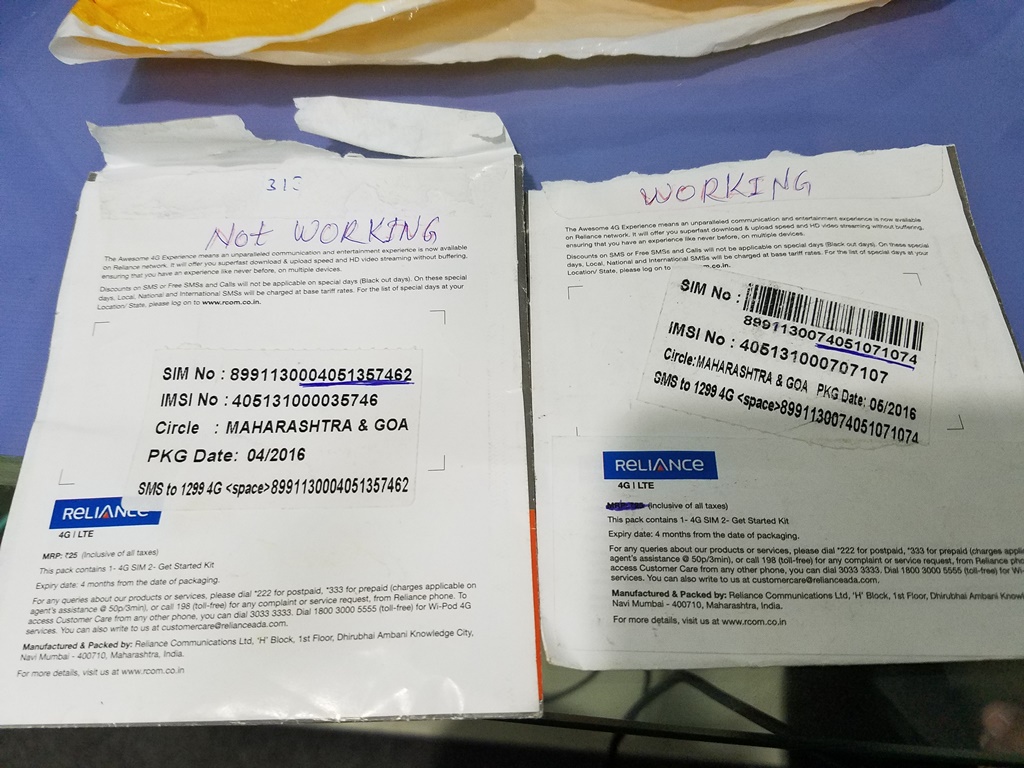 315
NOt WORKING
The Awesome 4G Experience means an unparalleled communication and entertainment experience is now available
on Reliance network. It will offer you superfast download & upload speed and HD video streaming without buffering,
ensuring that you have an experience like never before, on multiple devices.
Discounts on SMS or Free SMSs and Calls will not be applicable on special days (Black out days). On these special
days, Local, National and International SMSs will be charged at base tariff rates. For the list of special days at your
Location/ State, please log on to www.rcom.co.in.
SIM No : 8991130004051357462
IMSI No : 405131000035746
Circle : MAHARASHTRA & GOA
PKG Date: 04/2016
SMS to 1299 4G <space>8991130004051357462
RELIANCE
4G | LTE
MRP: ₹25 (Inclusive of all taxes)
This pack contains 1- 4G SIM 2- Get Started Kit
Expiry date: 4 months from the date of packaging.
For any queries about our products or services, please dial *222 for postpaid, *333 for prepaid (charges applicable on
agent's assistance @ 50p/3min), or call 198 (toll-free) for any complaint or service request, from Reliance phone. To
access Customer Care from any other phone, you can dial 3033 3333. Dial 1800 3000 5555 (toll-free) for Wi-Pod 4G
services. You can also write to us at customercare@relianceada.com.
Manufactured & Packed by: Reliance Communications Ltd, 'H' Block, 1st Floor, Dhirubhai Ambani Knowledge City,
Navi Mumbai - 400710, Maharashtra, India.
For more details, visit us at www.rcom.co.in
WORKING
The Awesome 4G Experience means an unparalleled communication and entertainment experience is now available
on Reliance network. It will offer you superfast download & upload speed and HD video streaming without buffering,
ensuring that you have an experience like never before, on multiple devices.
Discounts on SMS or Free SMSs and Calls will not be applicable on special days (Black out days). On these special
days, Local, National and International SMSs will be charged at base tariff rates. For the list of special days at your
Location/ State, please log on to
SIM No :
8991130074051071074
IMSI No : 405131000707107
Circle:MAHARASHTRA & GOA PKG Date: 05/2016
SMS to 1299 4G <space>8991130074051071074
RELIANCE
4G | LTE
(Inclusive of all taxes)
This pack contains 1- 4G SIM 2- Get Started Kit
Expiry date: 4 months from the date of packaging.
For any queries about our products or services, please dial *222 for postpaid, *333 for prepaid (charges
agent's assistance @ 50p/3min), or call 198 (toll-free) for any complaint or service request, from Reliance
access Customer Care from any other phone, you can dial 3033 3333. Dial 1800 3000 5555 (toll-free) for
services. You can also write to us at customercare@relianceada.com.
Manufactured & Packed by: Reliance Communications Ltd, 'H' Block, 1st Floor, Dhirubhai Ambani
Navi Mumbai - 400710, Maharashtra, India.
For more details, visit us at www.rcom.co.in